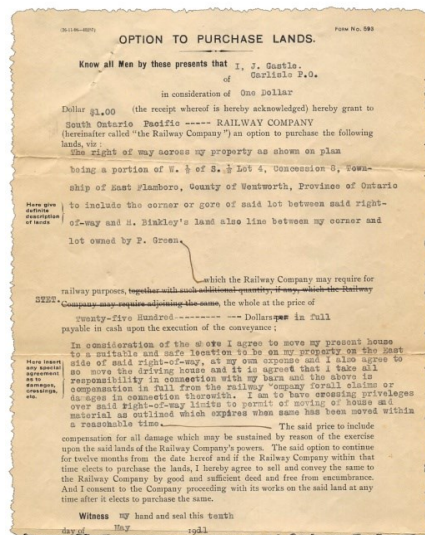 Form No. 593
OPTION TO PURCHASE LANDS.
Know all Men by these presents that I, J. Gastle.
of Carlisle P.O.
in consideration of One Dollar
Dollar $1.00 (the receipt whereof is hereby acknowledged) hereby grant to
South Ontario Pacific ----- RAILWAY COMPANY
(hereinafter called "the Railway Company") an option to purchase the following
lands, viz :
The right of way across my property as shown on plan
being a portion of W. ½ of S. ½ Lot 4, Concession 8, Town-
ship of East Flamboro, County of Wentworth, Province of Ontario
Here give
definite
description
of lands
to include the corner or gore of said lot between said right-
of-way and H. Binkley's land also line between my corner and
lot owned by P. Green.
which the Railway Company may require for
railway purposes, together with such additional quantity, if any, which the Railway
STET. Company may require adjoining the same, the whole at the price of
Twenty-five Hundred--------- --- Dollars in full
payable in cash upon the execution of the conveyance ;
In consideration of the above I agree to move my present house
to a suitable and safe location to be on my property on the East
side of said right-of-way, at my own expense and I also agree to
so move the driving house and it is agreed that I take all
responsibility in connection with my barn and the above is
compensation in full from the railway Company forall claims or
damages in connection therewith. I am to have crossing priveleges
over said right-of-way limits to permit of moving of house and
material as outlined which expires when same has been moved within
a reasonable time.
Here insert
any special
agreement
as to
damages,
crossings,
etc.
The said price to include
compensation for all damage which may be sustained by reason of the exercise
upon the said lands of the Railway Company's powers. The said option to continue
for twelve months from the date hereof and if the Railway Company within that
time elects to purchase the lands, I hereby agree to sell and convey the same to
the Railway Company by good and sufficient deed and free from encumbrance.
And I consent to the Company proceeding with its works on the said land at any
time after it elects to purchase the same.
Witness my hand and seal this tenth
day of May 1911